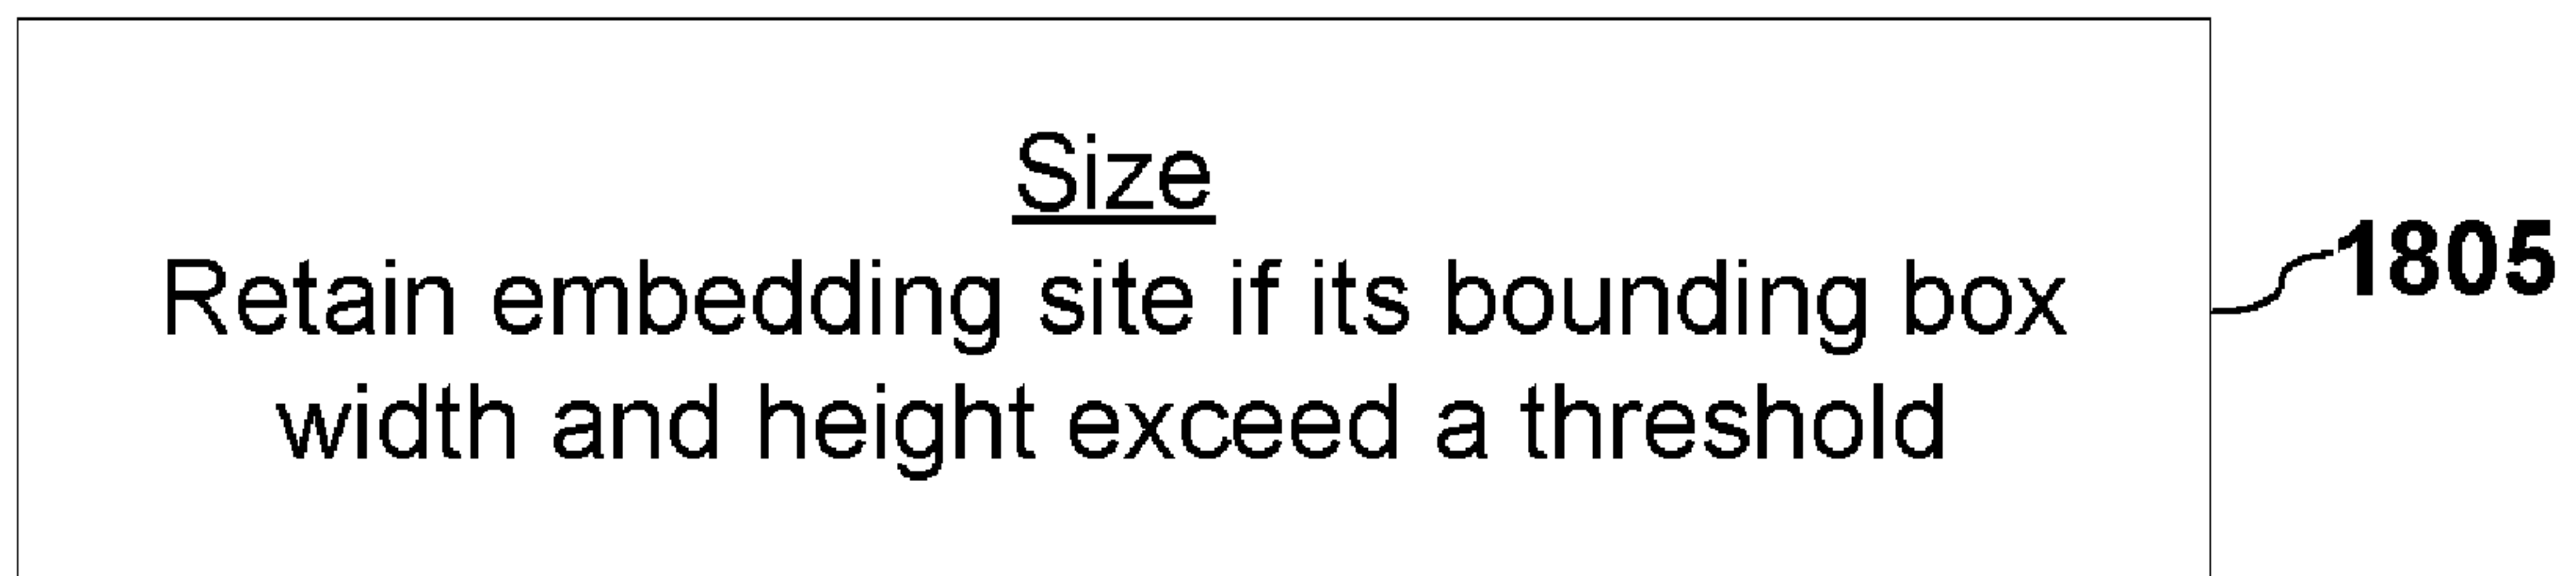 Size
Retain embedding site if its bounding box
width and height exceed a threshold
1805